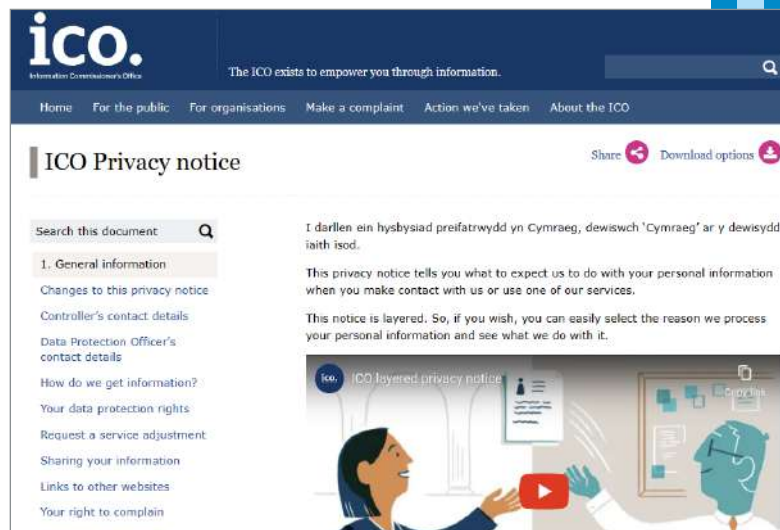 ico.
Information Commissioner's Office
The ICO exists to empower you through information.
Home For the public For organisations Make a complaint Action we've taken About the ICO
ICO Privacy notice
Share Download options
Search this document
1. General information
Changes to this privacy notice
Controller's contact details
Data Protection Officer's
contact details
How do we get information?
Your data protection rights
Request a service adjustment
Sharing your information
Links to other websites
Your right to complain
I darllen ein hysbysiad preifatrwydd yn Cymraeg, dewiswch 'Cymraeg' ar y dewisydd
iaith isod.
This privacy notice tells you what to expect us to do with your personal information
when you make contact with us or use one of our services.
This notice is layered. So, if you wish, you can easily select the reason we process
your personal information and see what we do with it.
ico. ICO layered privacy notice
Copy link